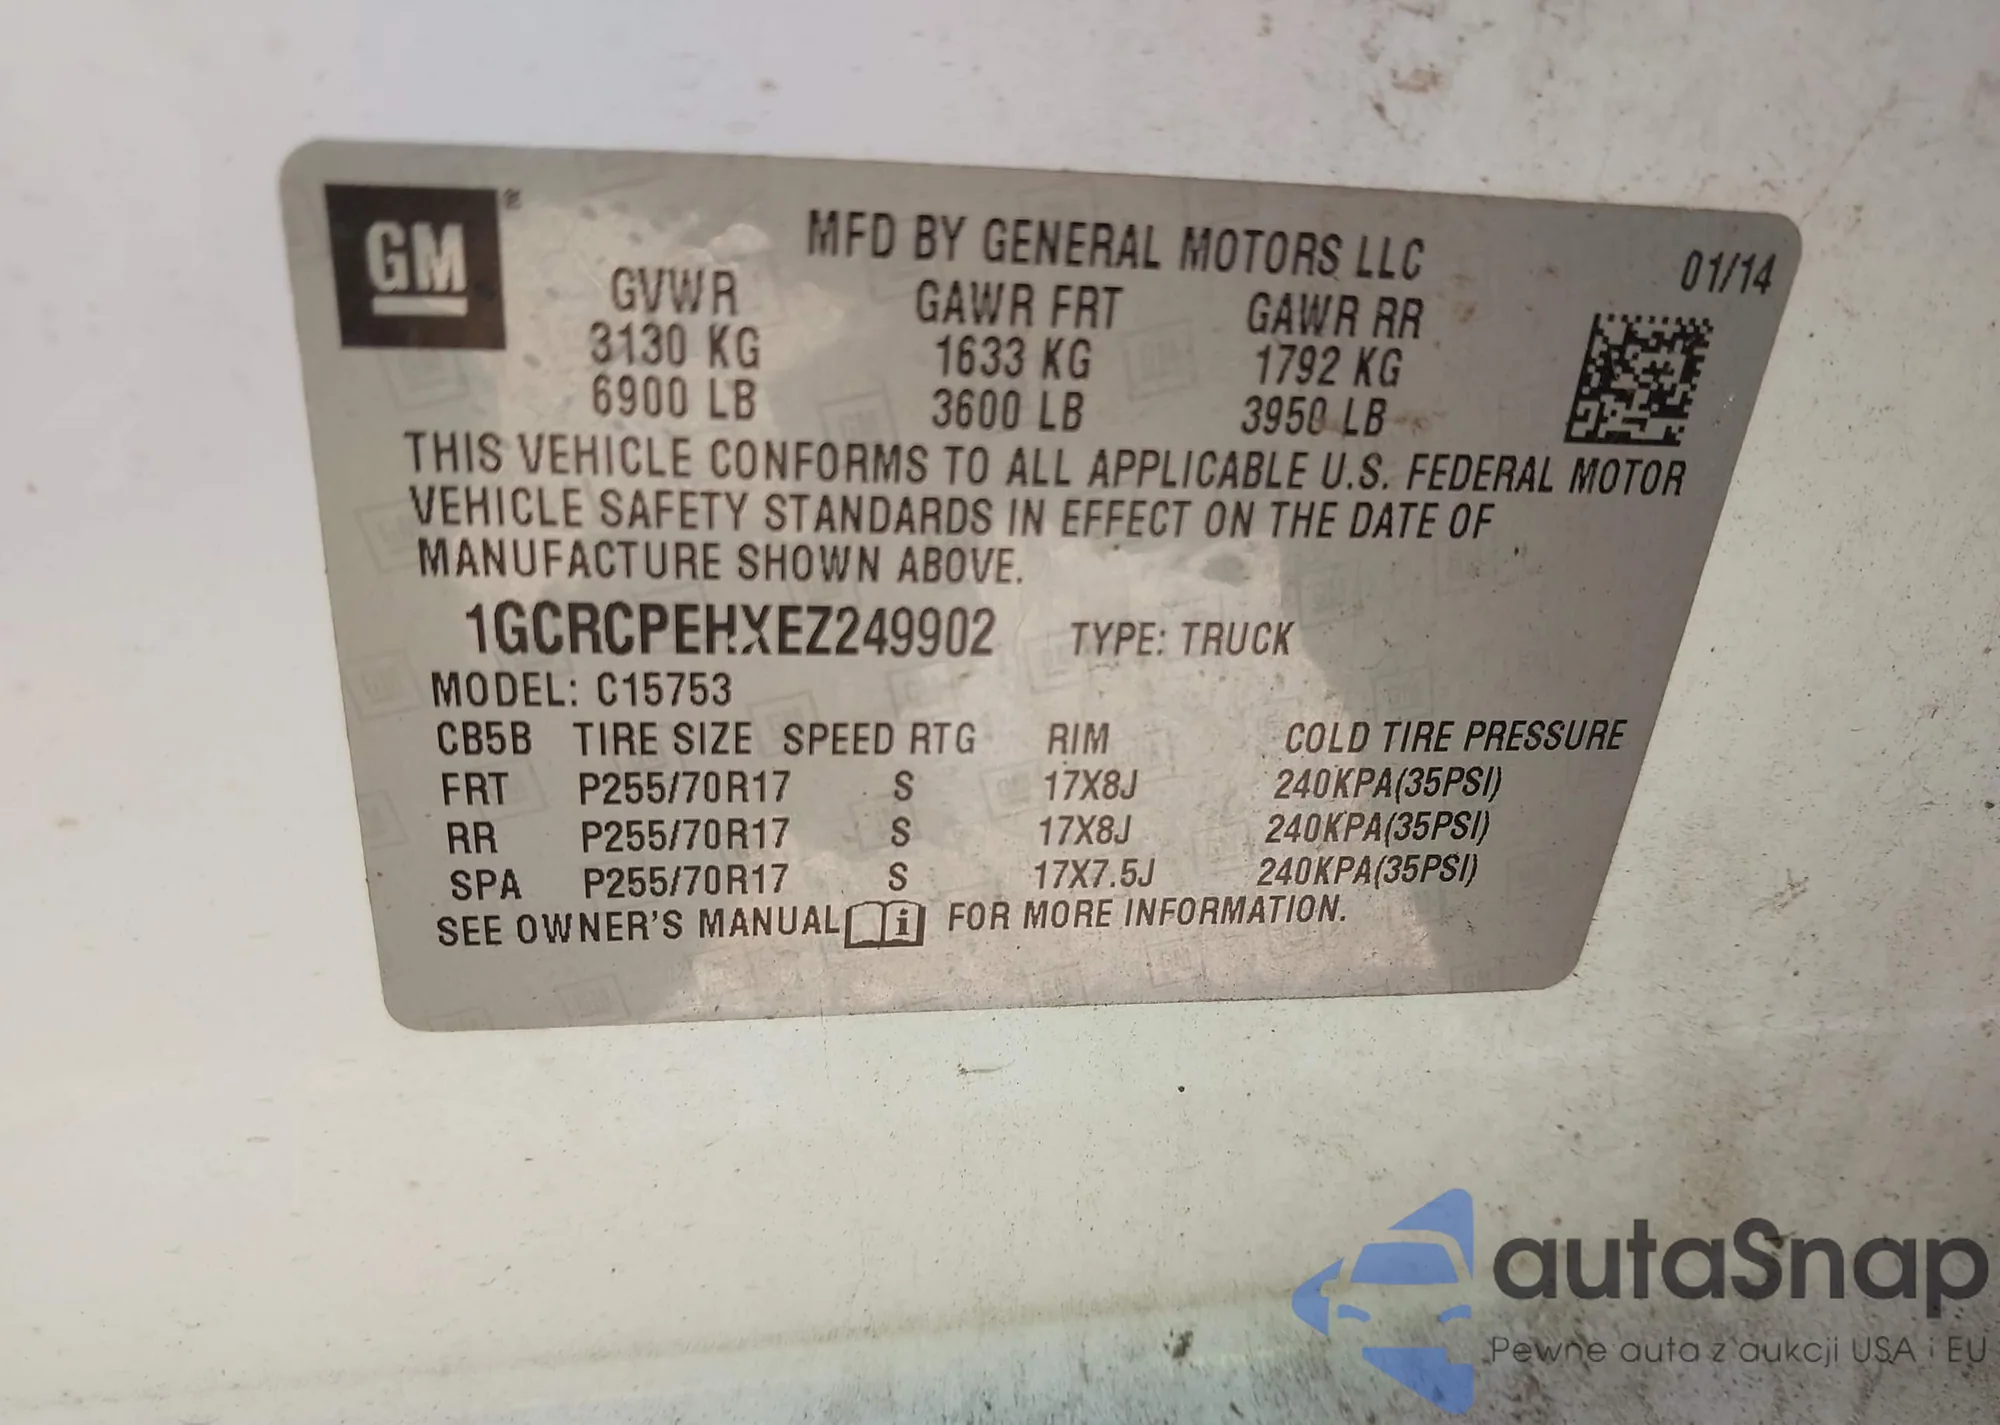 GM®
MFD BY GENERAL MOTORS LLC
01/14
GVWR GAWR FRT GAWR RR
3130 KG 1633 KG 1792 KG
6900 LB 3600 LB 3950 LB
THIS VEHICLE CONFORMS TO ALL APPLICABLE U.S. FEDERAL MOTOR
VEHICLE SAFETY STANDARDS IN EFFECT ON THE DATE OF
MANUFACTURE SHOWN ABOVE.
1GCRCPEHXEZ249902 TYPE: TRUCK
MODEL: C15753
CB5B TIRE SIZE SPEED RTG RIM COLD TIRE PRESSURE
FRT P255/70R17 S 17X8J 240KPA(35PSI)
RR P255/70R17 S 17X8J 240KPA(35PSI)
SPA P255/70R17 S 17X7.5J 240KPA(35PSI)
SEE OWNER'S MANUAL i FOR MORE INFORMATION.
autaSnap
Pewne auta z aukcji USA i EU